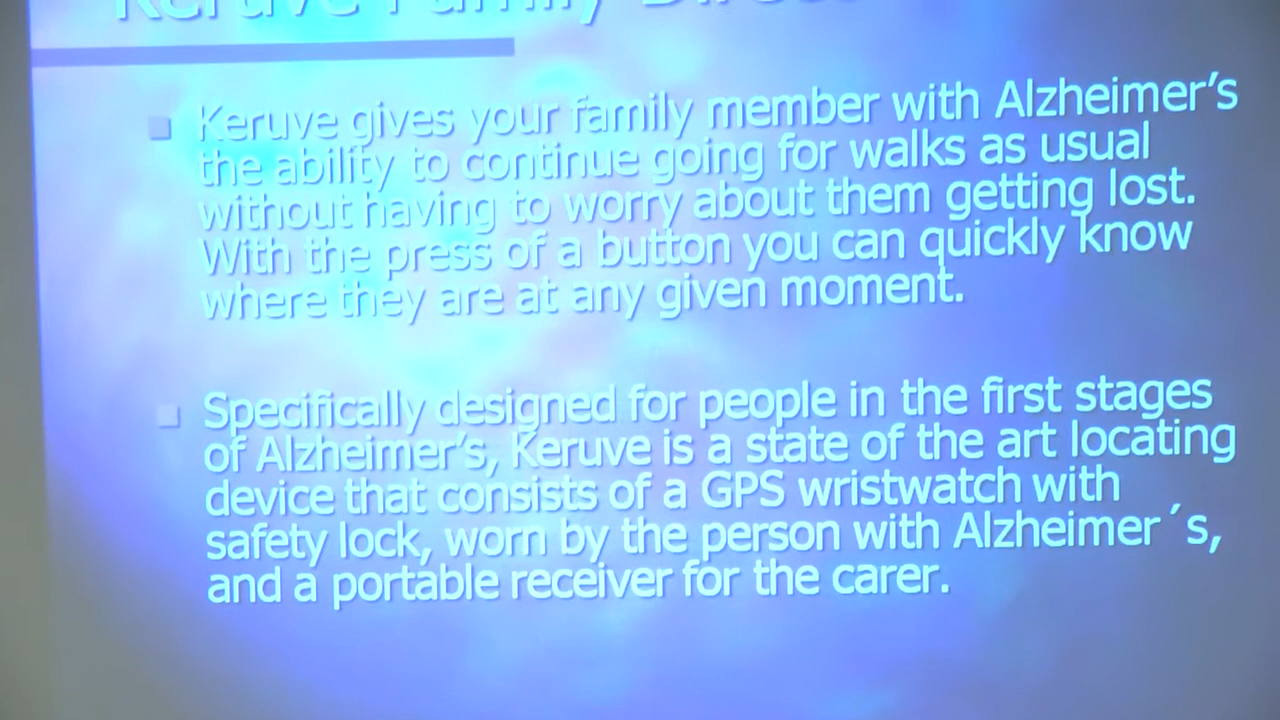 Keruve Family Direct
Keruve gives your family member with Alzheimer's
the ability to continue going for walks as usual
without having to worry about them getting lost.
With the press of a button you can quickly know
where they are at any given moment.
Specifically designed for people in the first stages
of Alzheimer's, Keruve is a state of the art locating
device that consists of a GPS wristwatch with
safety lock, worn by the person with Alzheimer´s,
and a portable receiver for the carer.